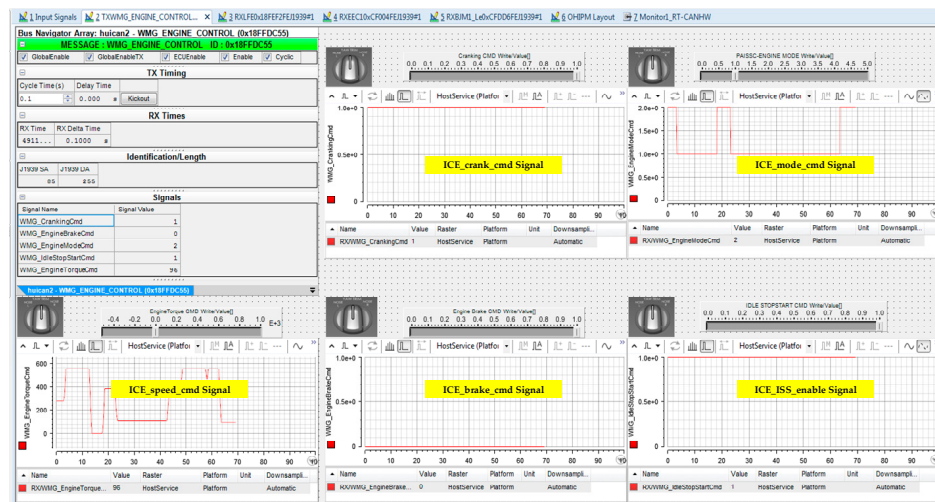 1 Input Signals
2 TXWMG_ENGINE_CONTROL... ×
3 RXLFE0x18FEF2FEJ1939#1
4 RXEEC10xCF004FEJ1939#1
5 RXBJM1_Le0xCFDD6FEJ1939#1
6 OHIPM Layout
7 Monitor1_RT-CANHW
Bus Navigator Array: huican2 - WMG_ENGINE_CONTROL (0x18FFDC55)
MESSAGE : WMG_ENGINE_CONTROL ID : 0x18FFDC55
GlobalEnable GlobalEnableTX ECUEnable Enable Cyclic
TX Timing
Cycle Time(s) Delay Time
0.1 0.000 s Kickout
RX Times
RX Time RX Delta Time
4911... 0.1000 s
Identification/Length
J1939 SA J1939 DA
85 255
Signals
Signal Name Signal Value
WMG_CrankingCmd 1
WMG_EngineBrakeCmd 0
WMG_EngineModeCmd 2
WMG_IdleStopStartCmd 1
WMG_EngineTorqueCmd 96
huican2 - WMG_ENGINE_CONTROL (0x18FFDC55)
Cranking CMD Write/Value[]
0.0 0.1 0.2 0.3 0.4 0.5 0.6 0.7 0.8 0.9 1.0
HostService (Platfor
1.0e+0
0.5e+0
0
WMG_CrankingCmd
ICE_crank_cmd Signal
0 10 20 30 40 50 60 70 80 90
Name Value Raster Platform Unit Downsampli...
RX/WMG_CrankingCmd 1 HostService Platform Automatic
PAISSC-ENGINE MODE Write/Value[]
0.0 0.5 1.0 1.5 2.0 2.5 3.0 3.5 4.0 4.5 5.0
HostService (Platfor
2.0e+0
1.5e+0
1.0e+0
0.5e+0
0
WMG_EngineModeCmd
ICE_mode_cmd Signal
0 10 20 30 40 50 60 70 80 90
Name Value Raster Platform Unit Downsampli...
RX/WMG_EngineModeCmd 2 HostService Platform Automatic
EngineTorque CMD Write/Value[]
-0.4 -0.2 0.0 0.2 0.4 0.6 0.8 1.0 E+3
HostService (Platfor
600
400
200
0
WMG_EngineTorqueCmd
ICE_speed_cmd Signal
0 10 20 30 40 50 60 70 80 90
Name Value Raster Platform Unit Downsampli...
RX/WMG_EngineTorque... 96 HostService Platform Automatic
Engine Brake CMD Write/Value[]
0.0 0.1 0.2 0.3 0.4 0.5 0.6 0.7 0.8 0.9 1.0
HostService (Platfor
1.0e+0
0.5e+0
0
WMG_EngineBrakeCmd
ICE_brake_cmd Signal
0 10 20 30 40 50 60 70 80 90
Name Value Raster Platform Unit Downsampli...
RX/WMG_EngineBrake... 0 HostService Platform Automatic
IDLE STOPSTART CMD Write/Value[]
0.0 0.1 0.2 0.3 0.4 0.5 0.6 0.7 0.8 0.9 1.0
HostService (Platfor
1.0e+0
0.5e+0
0
WMG_IdleStopStartCmd
ICE_ISS_enable Signal
0 10 20 30 40 50 60 70 80 90
Name Value Raster Platform Unit Downsampli...
RX/WMG_IdleStopStartCmd 1 HostService Platform Automatic